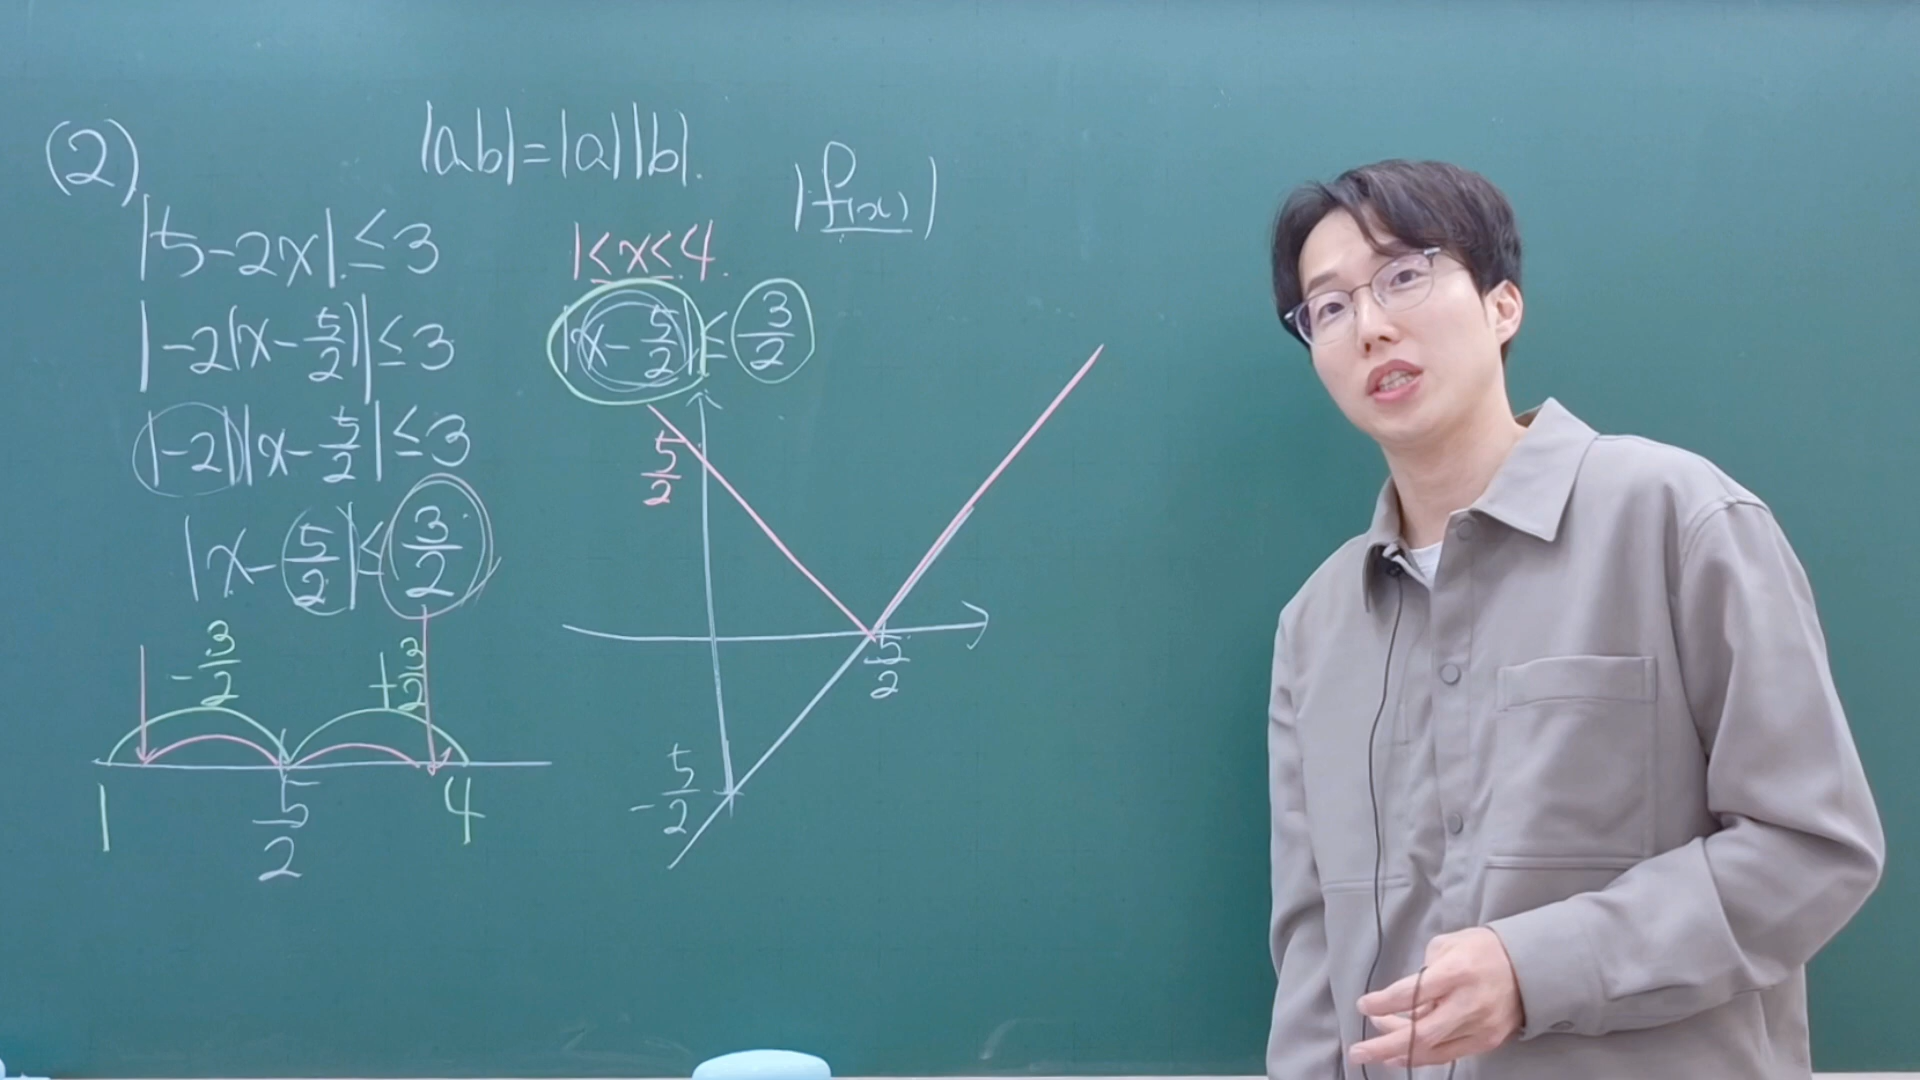 (2)
|5-2x| ≤ 3
|-2(x-5/2)| ≤ 3
|-2||x-5/2| ≤ 3
|x-5/2| ≤ 3/2
-3/2 +3/2
1 5/2 4
|ab|=|a||b|.
|f(x)|
1<x<4.
|x-5/2| ≤ 3/2
5/2
5/2
-5/2